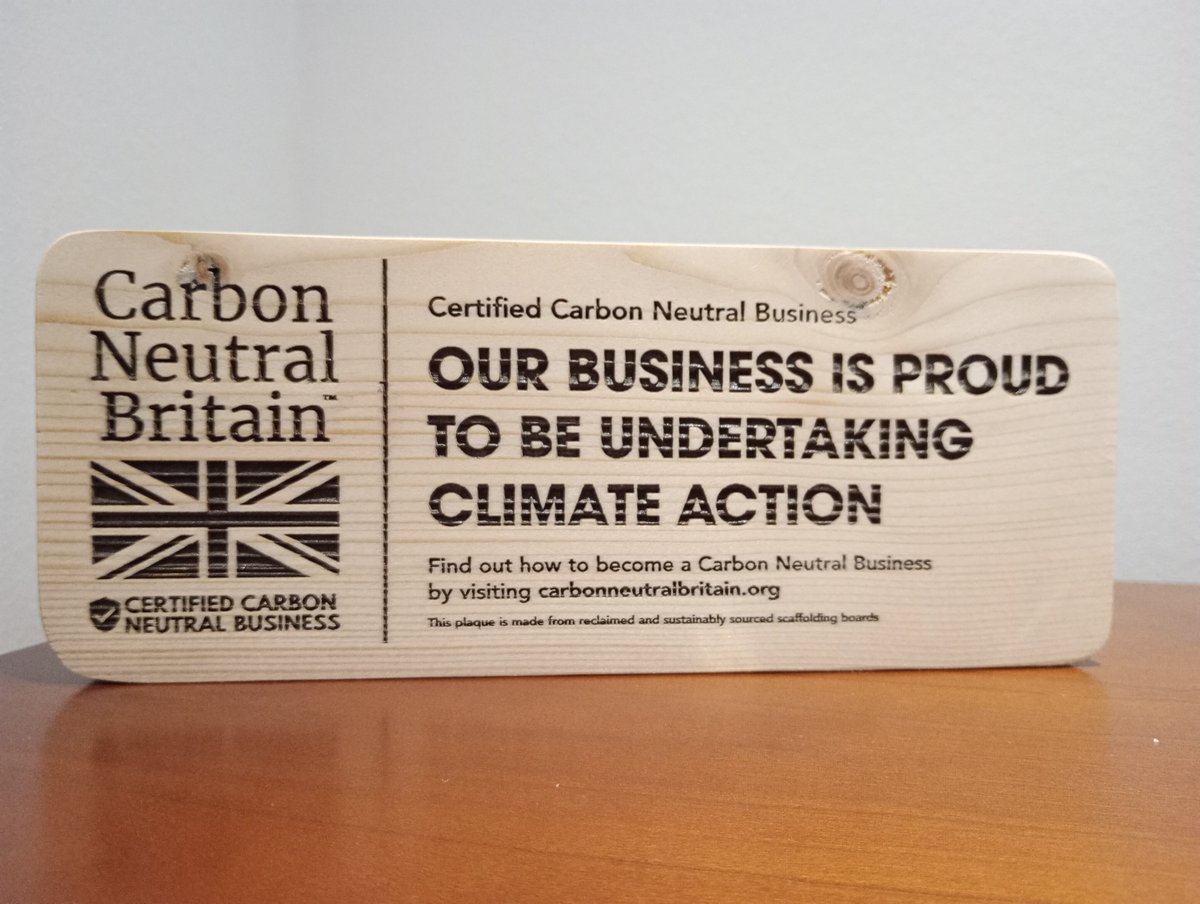 Carbon
Neutral
Britain™
CERTIFIED CARBON
NEUTRAL BUSINESS
Certified Carbon Neutral Business
OUR BUSINESS IS PROUD
TO BE UNDERTAKING
CLIMATE ACTION
Find out how to become a Carbon Neutral Business
by visiting carbonneutralbritain.org
This plaque is made from reclaimed and sustainably sourced scaffolding boards